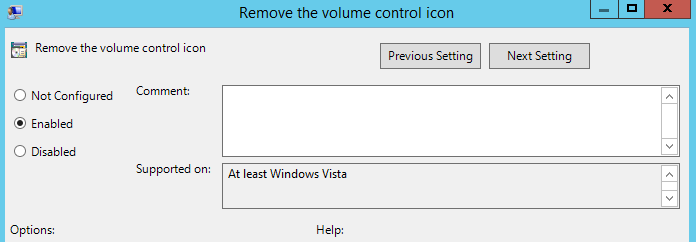 Remove the volume control icon
Remove the volume control icon
Previous Setting
Next Setting
Not Configured
Comment:
Enabled
Disabled
Supported on:
At least Windows Vista
Options:
Help: